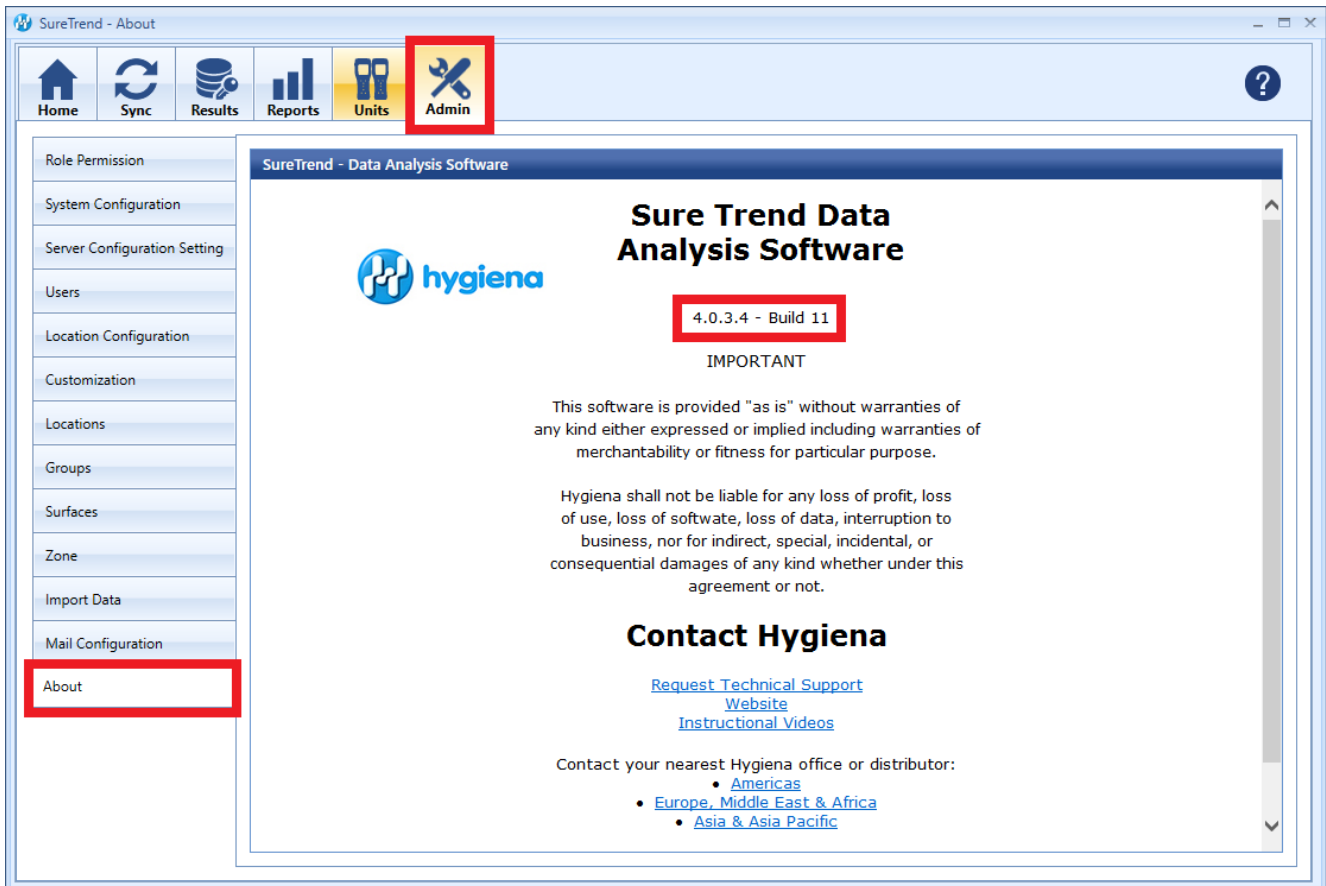 SureTrend - About
Home
Sync
Results
Reports
Units
Admin
?
Role Permission
System Configuration
Server Configuration Setting
Users
Location Configuration
Customization
Locations
Groups
Surfaces
Zone
Import Data
Mail Configuration
About
SureTrend - Data Analysis Software
hygiena
Sure Trend Data
Analysis Software
4.0.3.4 - Build 11
IMPORTANT
This software is provided "as is" without warranties of
any kind either expressed or implied including warranties of
merchantability or fitness for particular purpose.
Hygiena shall not be liable for any loss of profit, loss
of use, loss of softwate, loss of data, interruption to
business, nor for indirect, special, incidental, or
consequential damages of any kind whether under this
agreement or not.
Contact Hygiena
Request Technical Support
Website
Instructional Videos
Contact your nearest Hygiena office or distributor:
• Americas
• Europe, Middle East & Africa
• Asia & Asia Pacific